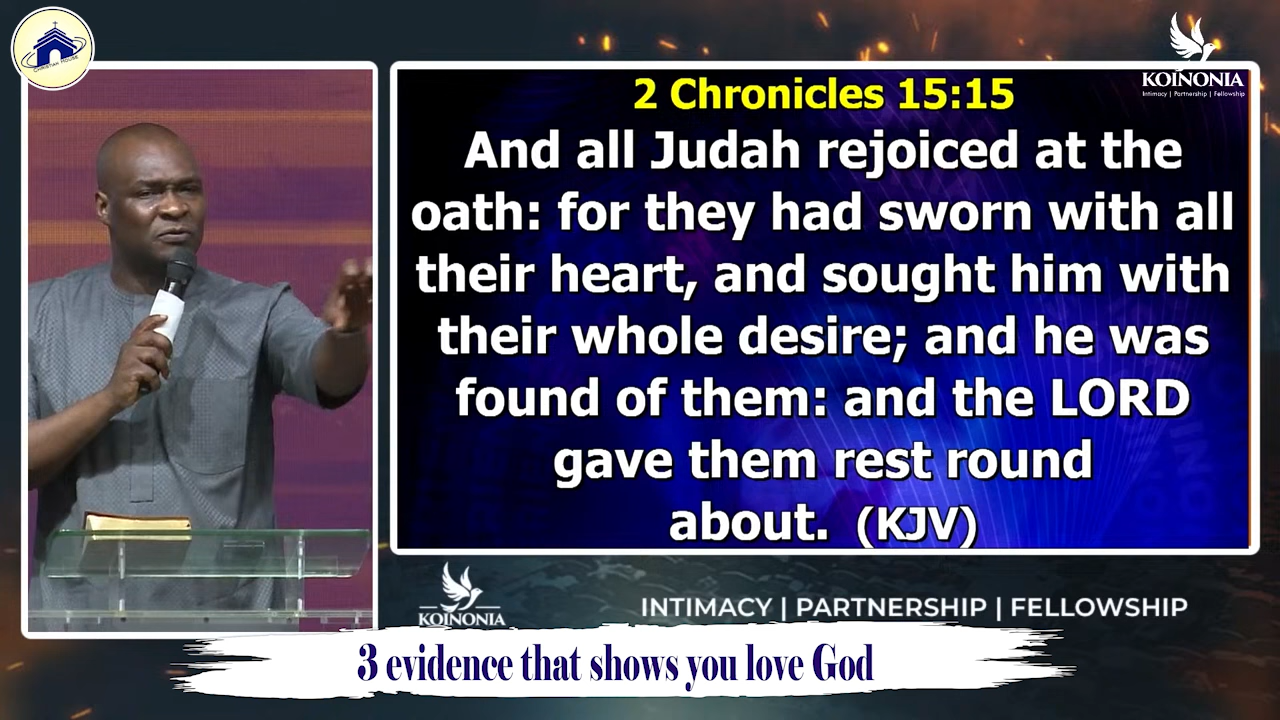 CHRISTIAN HOUSE
KOINONIA
Intimacy | Partnership | Fellowship
2 Chronicles 15:15
And all Judah rejoiced at the
oath: for they had sworn with all
their heart, and sought him with
their whole desire; and he was
found of them: and the LORD
gave them rest round
about. (KJV)
KOINONIA
INTIMACY | PARTNERSHIP | FELLOWSHIP
3 evidence that shows you love God